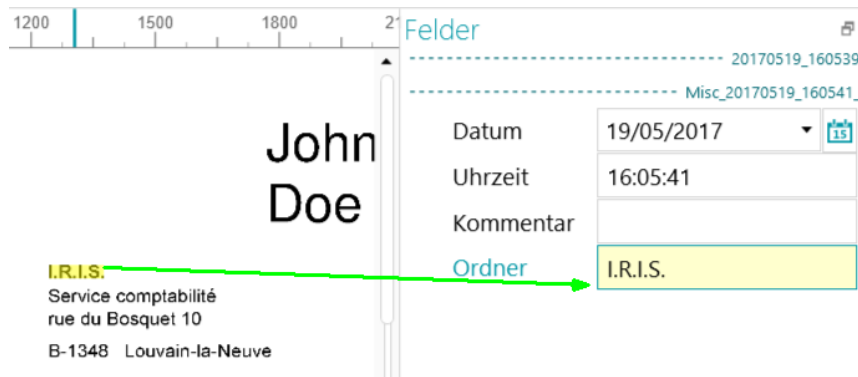 1200 1500 1800
John
Doe
I.R.I.S.
Service comptabilité
rue du Bosquet 10
B-1348 Louvain-la-Neuve
Felder
20170519_160539
Misc_20170519_160541_
Datum 19/05/2017 15
Uhrzeit 16:05:41
Kommentar
Ordner I.R.I.S.